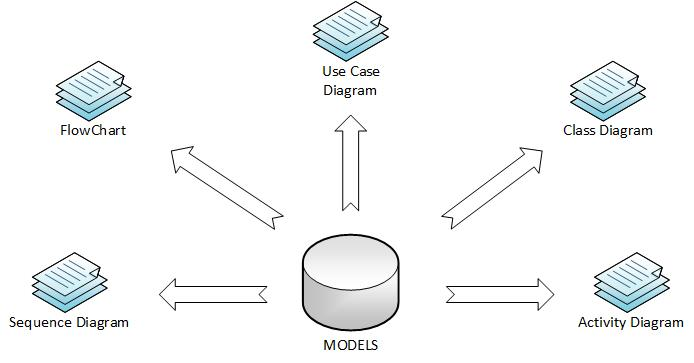 Use Case
Diagram
FlowChart
Class Diagram
Sequence Diagram
Activity Diagram
MODELS